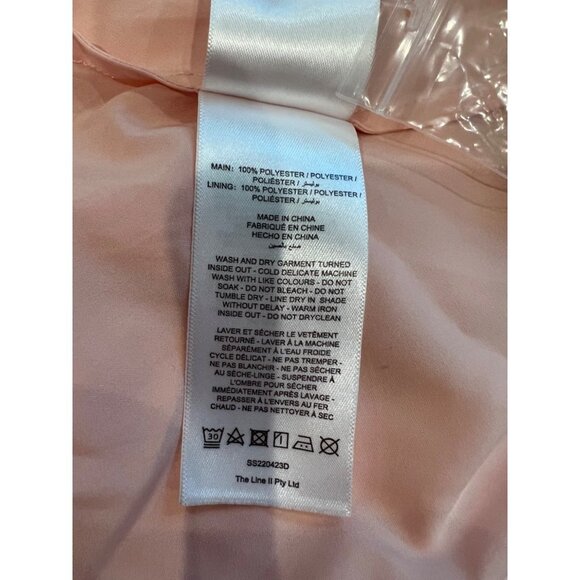 MAIN: 100% POLYESTER / POLYESTER /
POLIÉSTER / بوليستر
LINING: 100% POLYESTER / POLYESTER /
POLIÉSTER / بوليستر
MADE IN CHINA
FABRIQUÉ EN CHINE
HECHO EN CHINA
صنع بالصين
WASH AND DRY GARMENT TURNED
INSIDE OUT - COLD DELICATE MACHINE
WASH WITH LIKE COLOURS - DO NOT
SOAK - DO NOT BLEACH - DO NOT
TUMBLE DRY - LINE DRY IN SHADE
WITHOUT DELAY - WARM IRON
INSIDE OUT - DO NOT DRYCLEAN
LAVER ET SÉCHER LE VETÊMENT
RETOURNÉ - LAVER À LA MACHINE
SÉPARÉMENT À L'EAU FROIDE
CYCLE DÉLICAT - NE PAS TREMPER -
NE PAS BLANCHIR - NE PAS METTRE
AU SÈCHE-LINGE - SUSPENDRE À
L'OMBRE POUR SÉCHER
IMMÉDIATEMENT APRÈS LAVAGE -
REPASSER À L'ENVERS AU FER
CHAUD - NE PAS NETTOYER À SEC
30
SS220423D
The Line II Pty Ltd